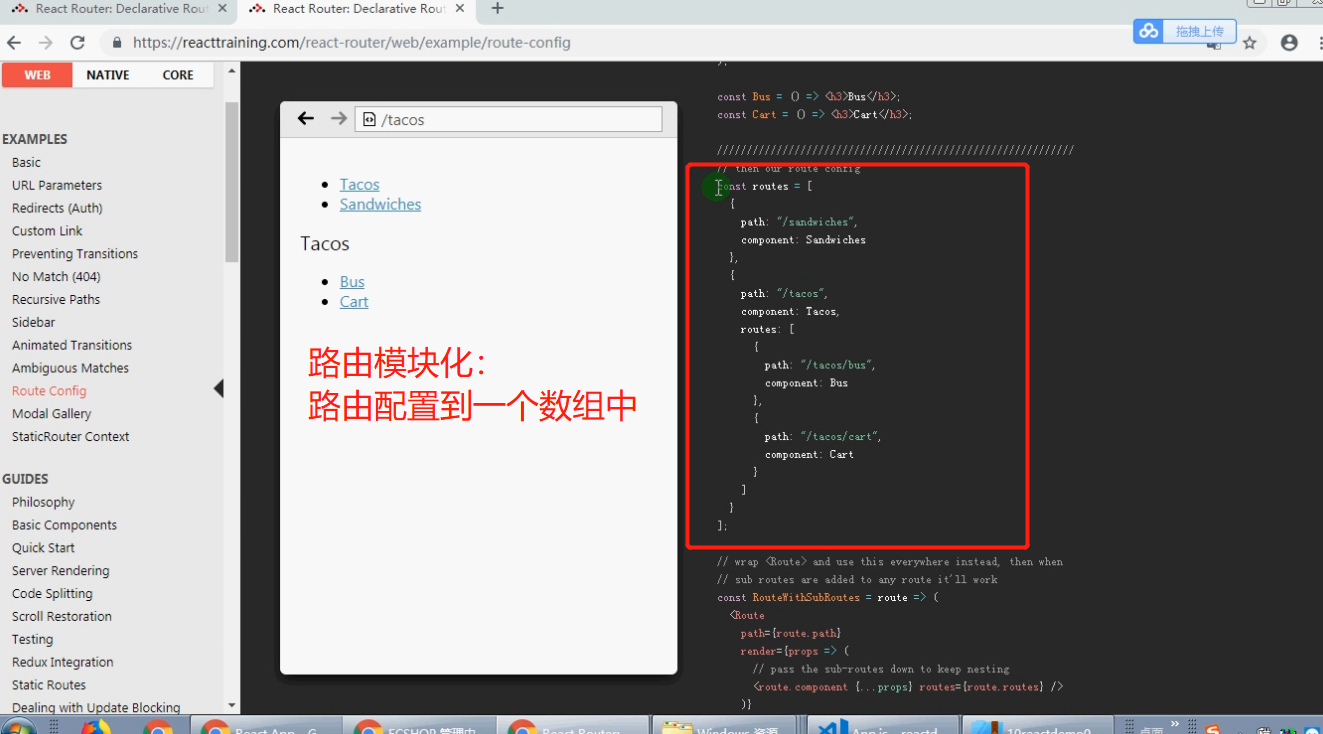 React Router: Declarative Rout
React Router: Declarative Rout
https://reacttraining.com/react-router/web/example/route-config
拖拽上传
WEB NATIVE CORE
EXAMPLES
Basic
URL Parameters
Redirects (Auth)
Custom Link
Preventing Transitions
No Match (404)
Recursive Paths
Sidebar
Animated Transitions
Ambiguous Matches
Route Config
Modal Gallery
StaticRouter Context
GUIDES
Philosophy
Basic Components
Quick Start
Server Rendering
Code Splitting
Scroll Restoration
Testing
Redux Integration
Static Routes
Dealing with Update Blocking
/tacos
Tacos
Sandwiches
Tacos
Bus
Cart
路由模块化:
路由配置到一个数组中
const Bus = () => <h3>Bus</h3>;
const Cart = () => <h3>Cart</h3>;
////////////////////////////////////////////////////////////
// then our route config
const routes = [
{
path: "/sandwiches",
component: Sandwiches
},
{
path: "/tacos",
component: Tacos,
routes: [
{
path: "/tacos/bus",
component: Bus
},
{
path: "/tacos/cart",
component: Cart
}
]
}
];
// wrap <Route> and use this everywhere instead, then when
// sub routes are added to any route it'll work
const RouteWithSubRoutes = route => (
<Route
path={route.path}
render={props => (
// pass the sub-routes down to keep nesting
<route.component {...props} routes={route.routes} />
)}
React App - G
ECSHOP 管理中
React Router:
Windows 资源
App.js - reactd
10reactdemo0
桌面